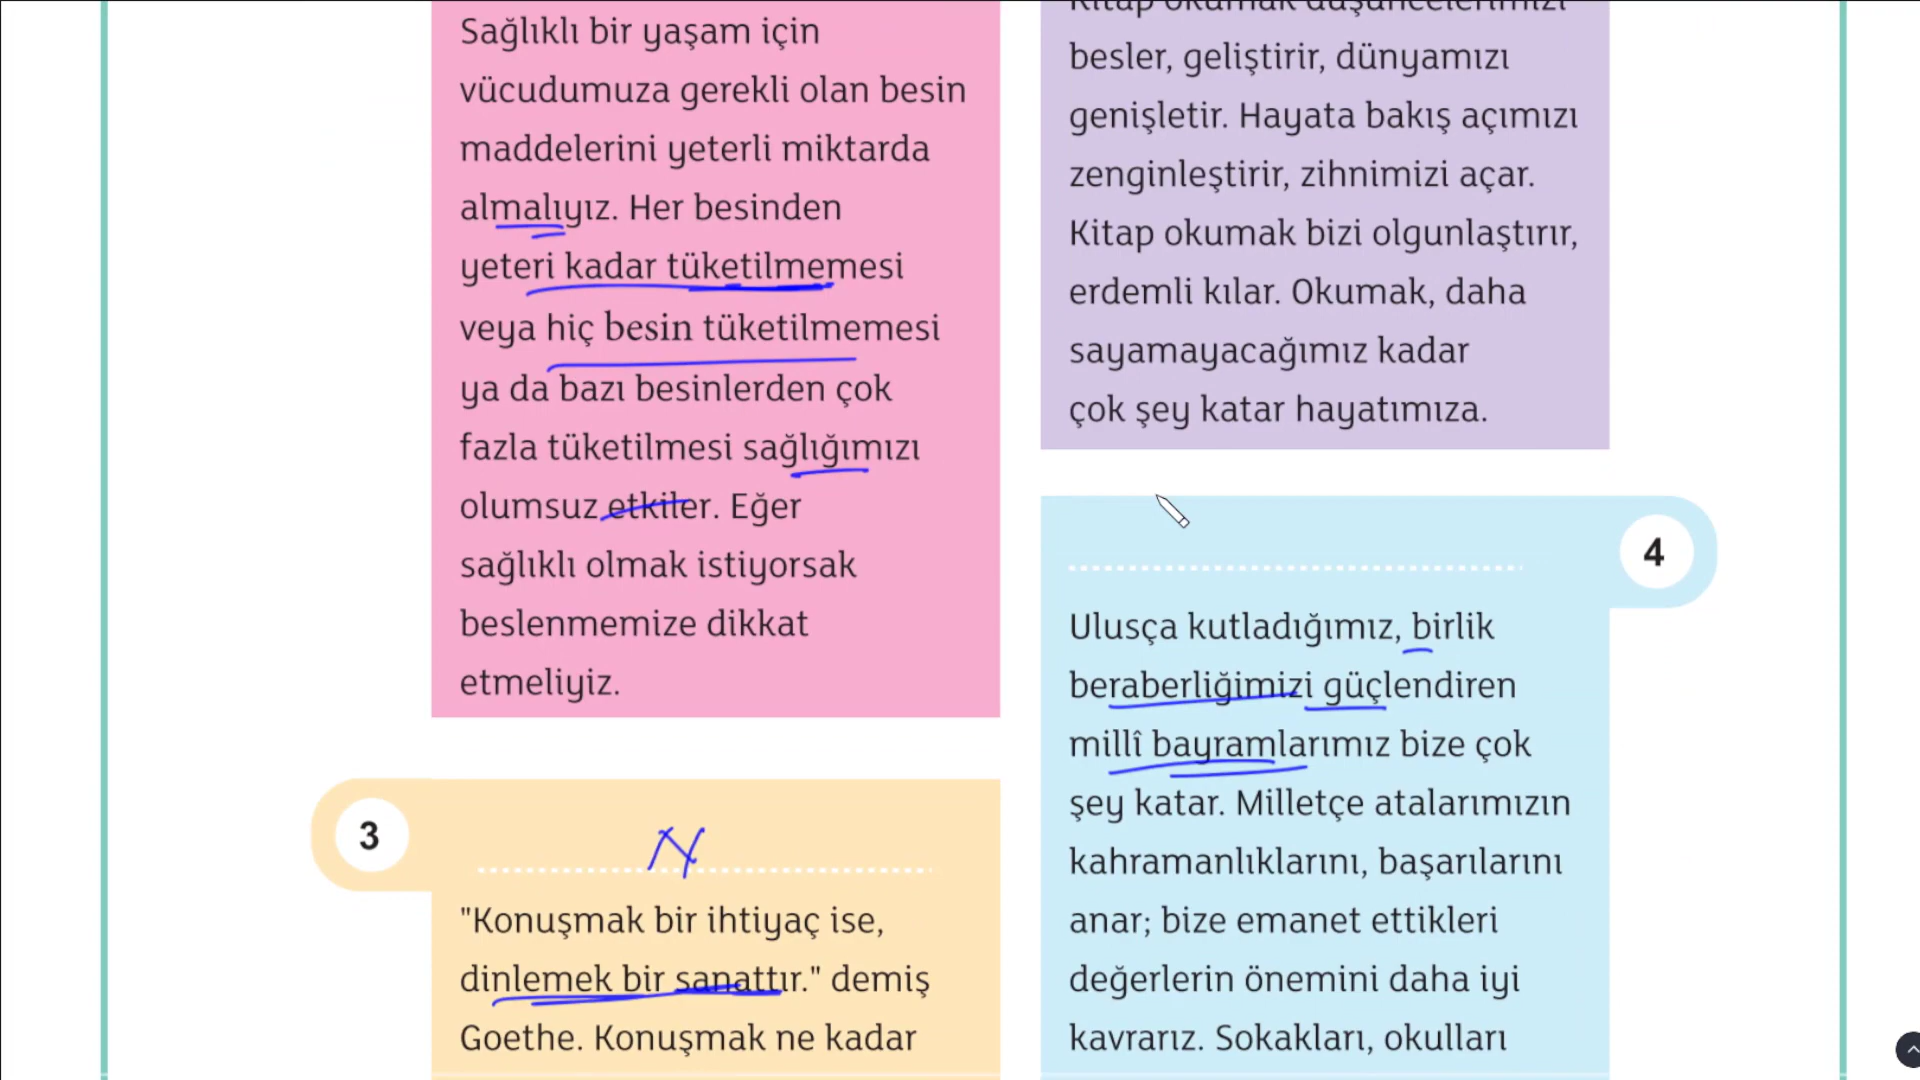 Sağlıklı bir yaşam için
vücudumuza gerekli olan besin
maddelerini yeterli miktarda
almalıyız. Her besinden
yeteri kadar tüketilmemesi
veya hiç besin tüketilmemesi
ya da bazı besinlerden çok
fazla tüketilmesi sağlığımızı
olumsuz etkiler. Eğer
sağlıklı olmak istiyorsak
beslenmemize dikkat
etmeliyiz.
Kitap okumak düşüncelerimizi
besler, geliştirir, dünyamızı
genişletir. Hayata bakış açımızı
zenginleştirir, zihnimizi açar.
Kitap okumak bizi olgunlaştırır,
erdemli kılar. Okumak, daha
sayamayacağımız kadar
çok şey katar hayatımıza.
3
"Konuşmak bir ihtiyaç ise,
dinlemek bir sanattır." demiş
Goethe. Konuşmak ne kadar
4
Ulusça kutladığımız, birlik
beraberliğimizi güçlendiren
millî bayramlarımız bize çok
şey katar. Milletçe atalarımızın
kahramanlıklarını, başarılarını
anar; bize emanet ettikleri
değerlerin önemini daha iyi
kavrarız. Sokakları, okulları